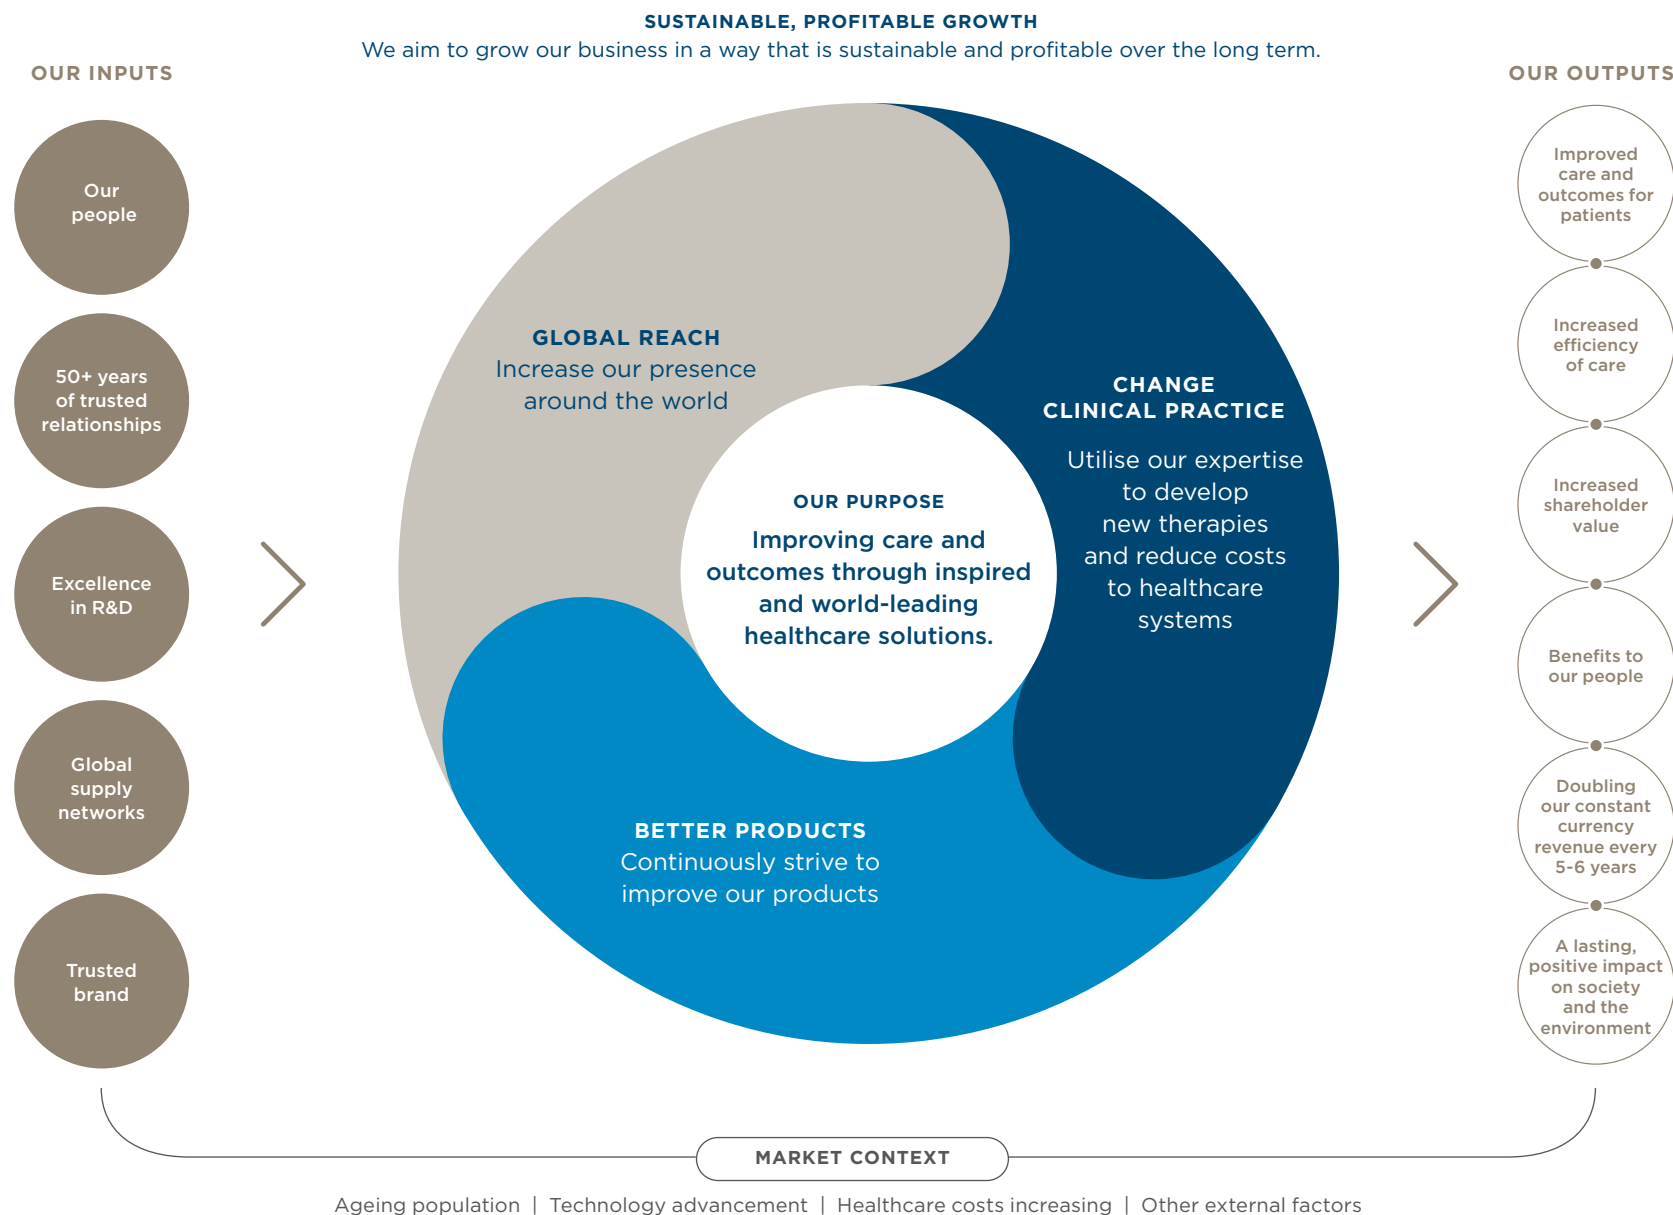 SUSTAINABLE, PROFITABLE GROWTH
We aim to grow our business in a way that is sustainable and profitable over the long term.
OUR INPUTS
Our
people
50+ years
of trusted
relationships
Excellence
in R&D
Global
supply
networks
Trusted
brand
GLOBAL REACH
Increase our presence
around the world
CHANGE
CLINICAL PRACTICE
Utilise our expertise
to develop
new therapies
and reduce costs
to healthcare
systems
OUR PURPOSE
Improving care and
outcomes through inspired
and world-leading
healthcare solutions.
BETTER PRODUCTS
Continuously strive to
improve our products
OUR OUTPUTS
Improved
care and
outcomes for
patients
Increased
efficiency
of care
Increased
shareholder
value
Benefits to
our people
Doubling
our constant
currency
revenue every
5-6 years
A lasting,
positive impact
on society
and the
environment
MARKET CONTEXT
Ageing population | Technology advancement | Healthcare costs increasing | Other external factors